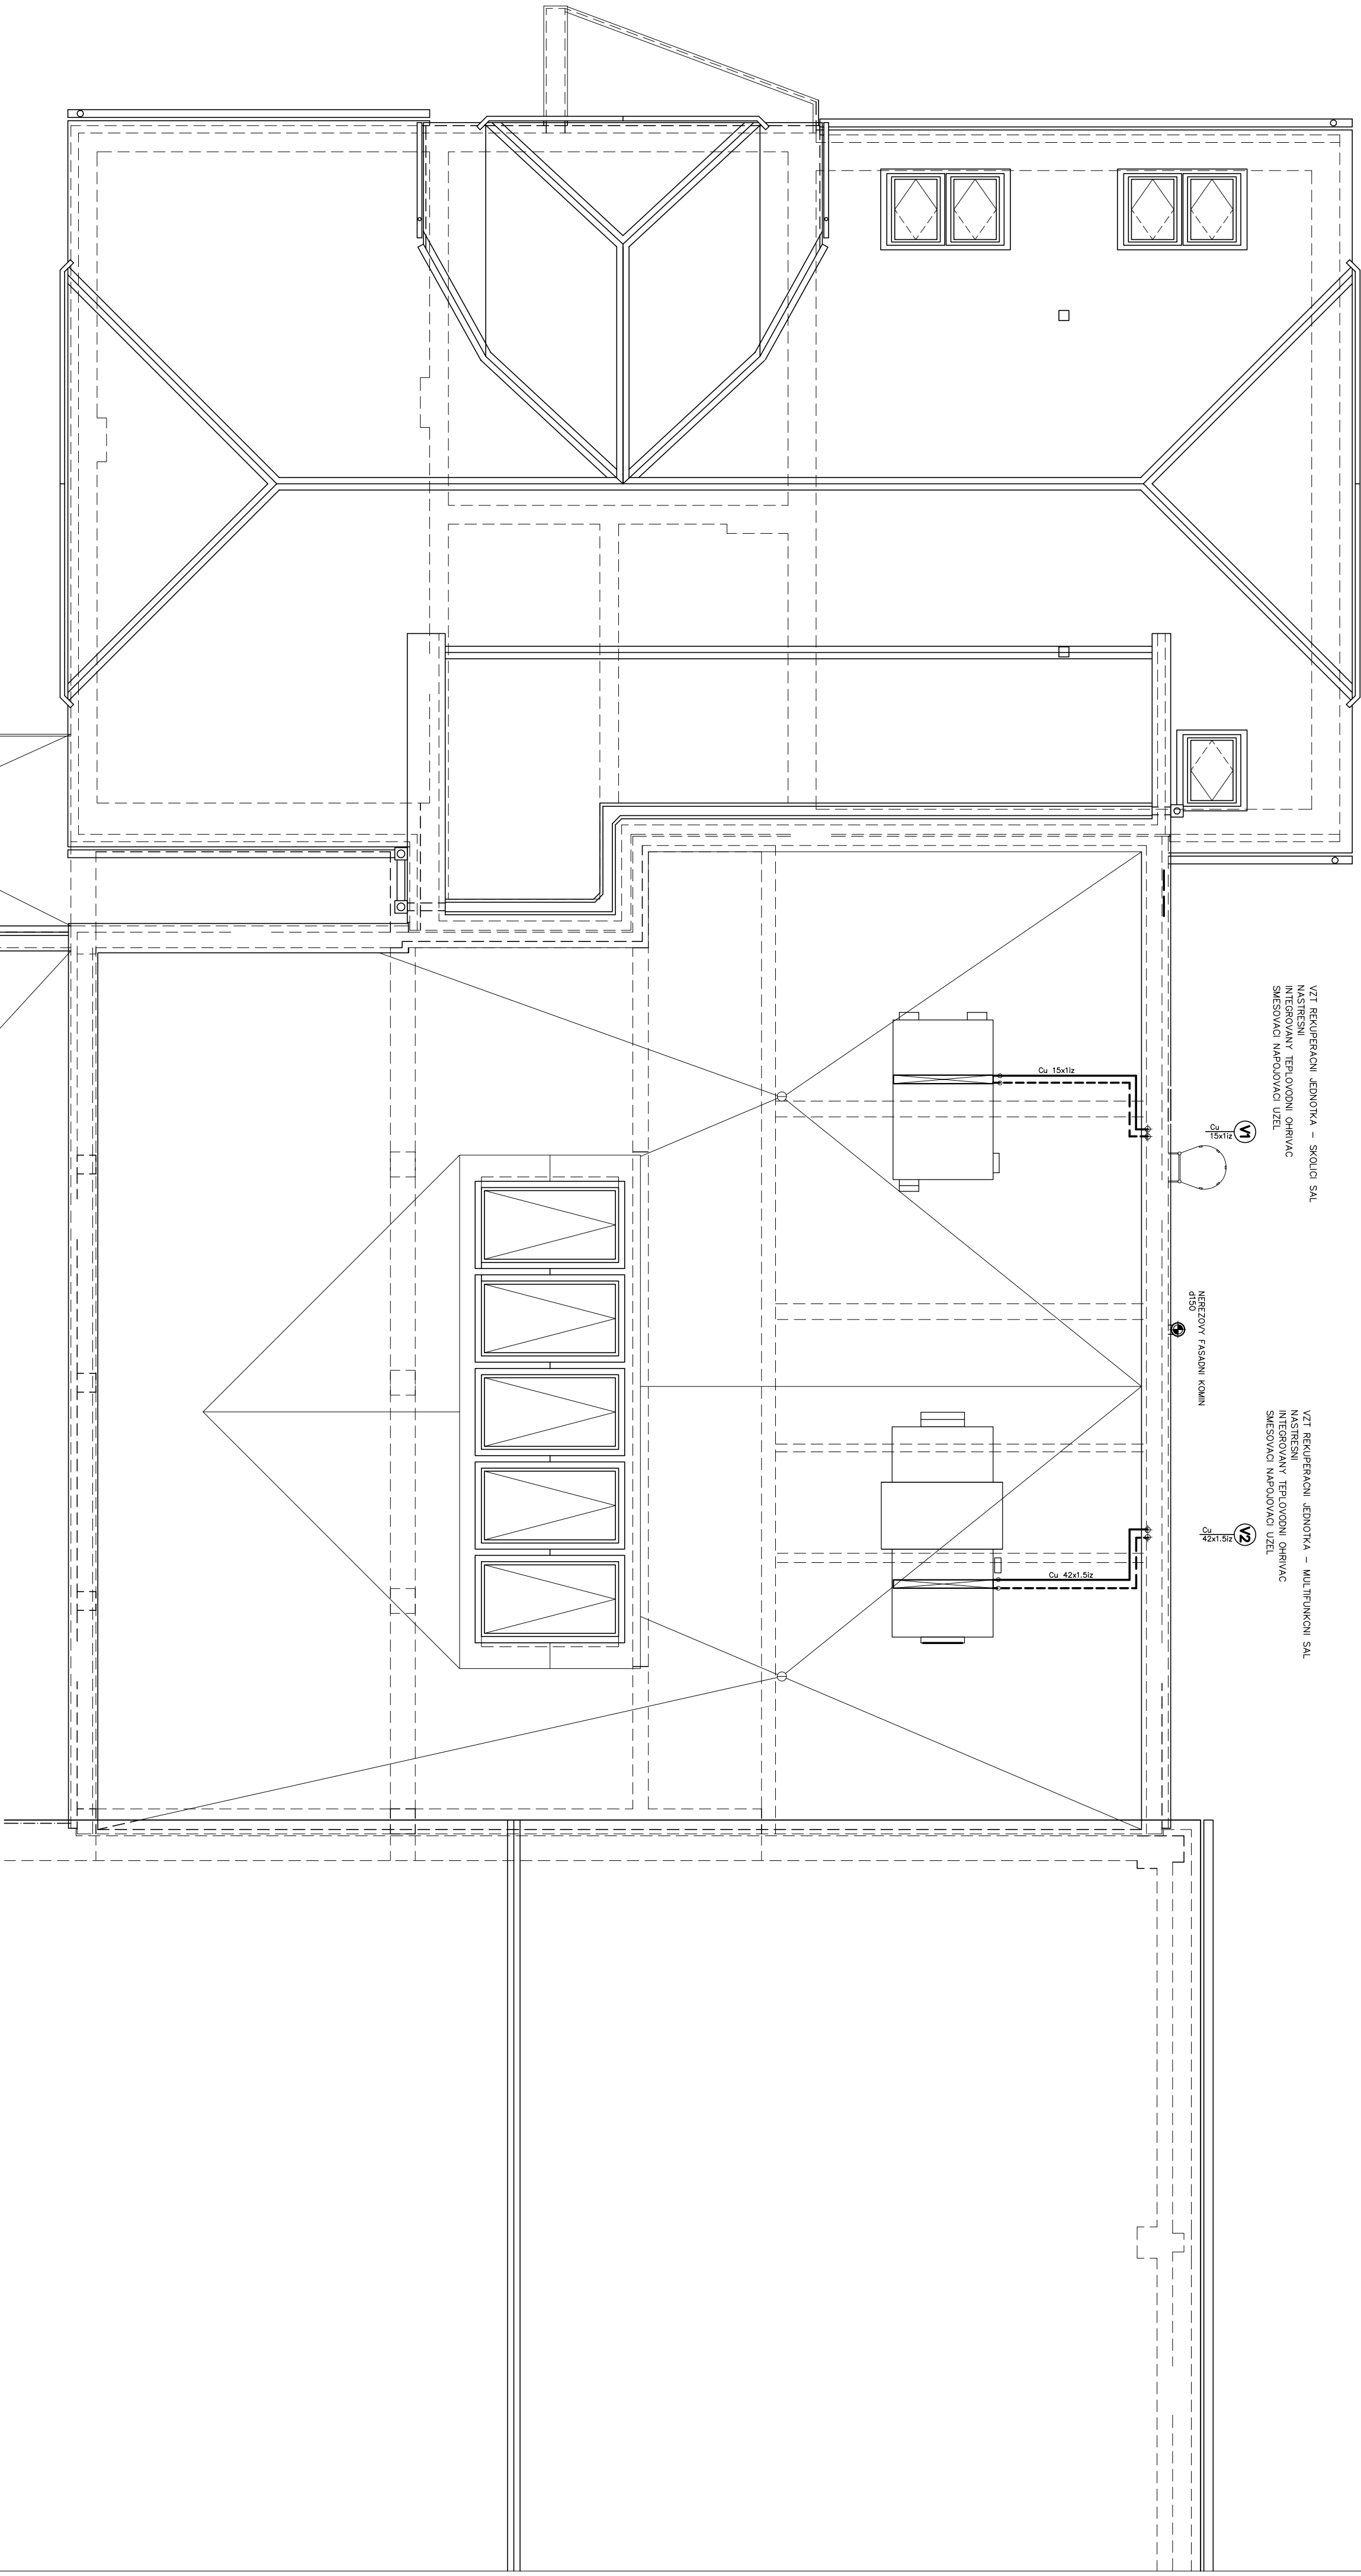 VZT REKUPERACNI JEDNOTKA – SKOLICI SAL
NASTRESNI
INTEGROVANY TEPLOVODNI OHRIVAC
SMESOVACI NAPOJOVACI UZEL
V1
Cu
15x1iz
Cu 15x1iz
NEREZOVY FASADNI KOMIN
d150
VZT REKUPERACNI JEDNOTKA – MULTIFUNKCNI SAL
NASTRESNI
INTEGROVANY TEPLOVODNI OHRIVAC
SMESOVACI NAPOJOVACI UZEL
V2
Cu
42x1.5iz
Cu 42x1.5iz